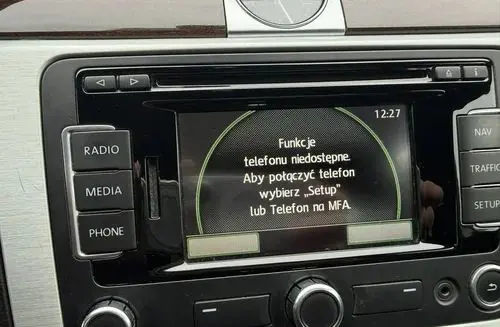 12:27
Funkcje
telefonu niedostępne.
Aby połączyć telefon
wybierz „Setup"
lub Telefon na MFA.
RADIO
MEDIA
PHONE
NAV
TRAFFIC
SETUP